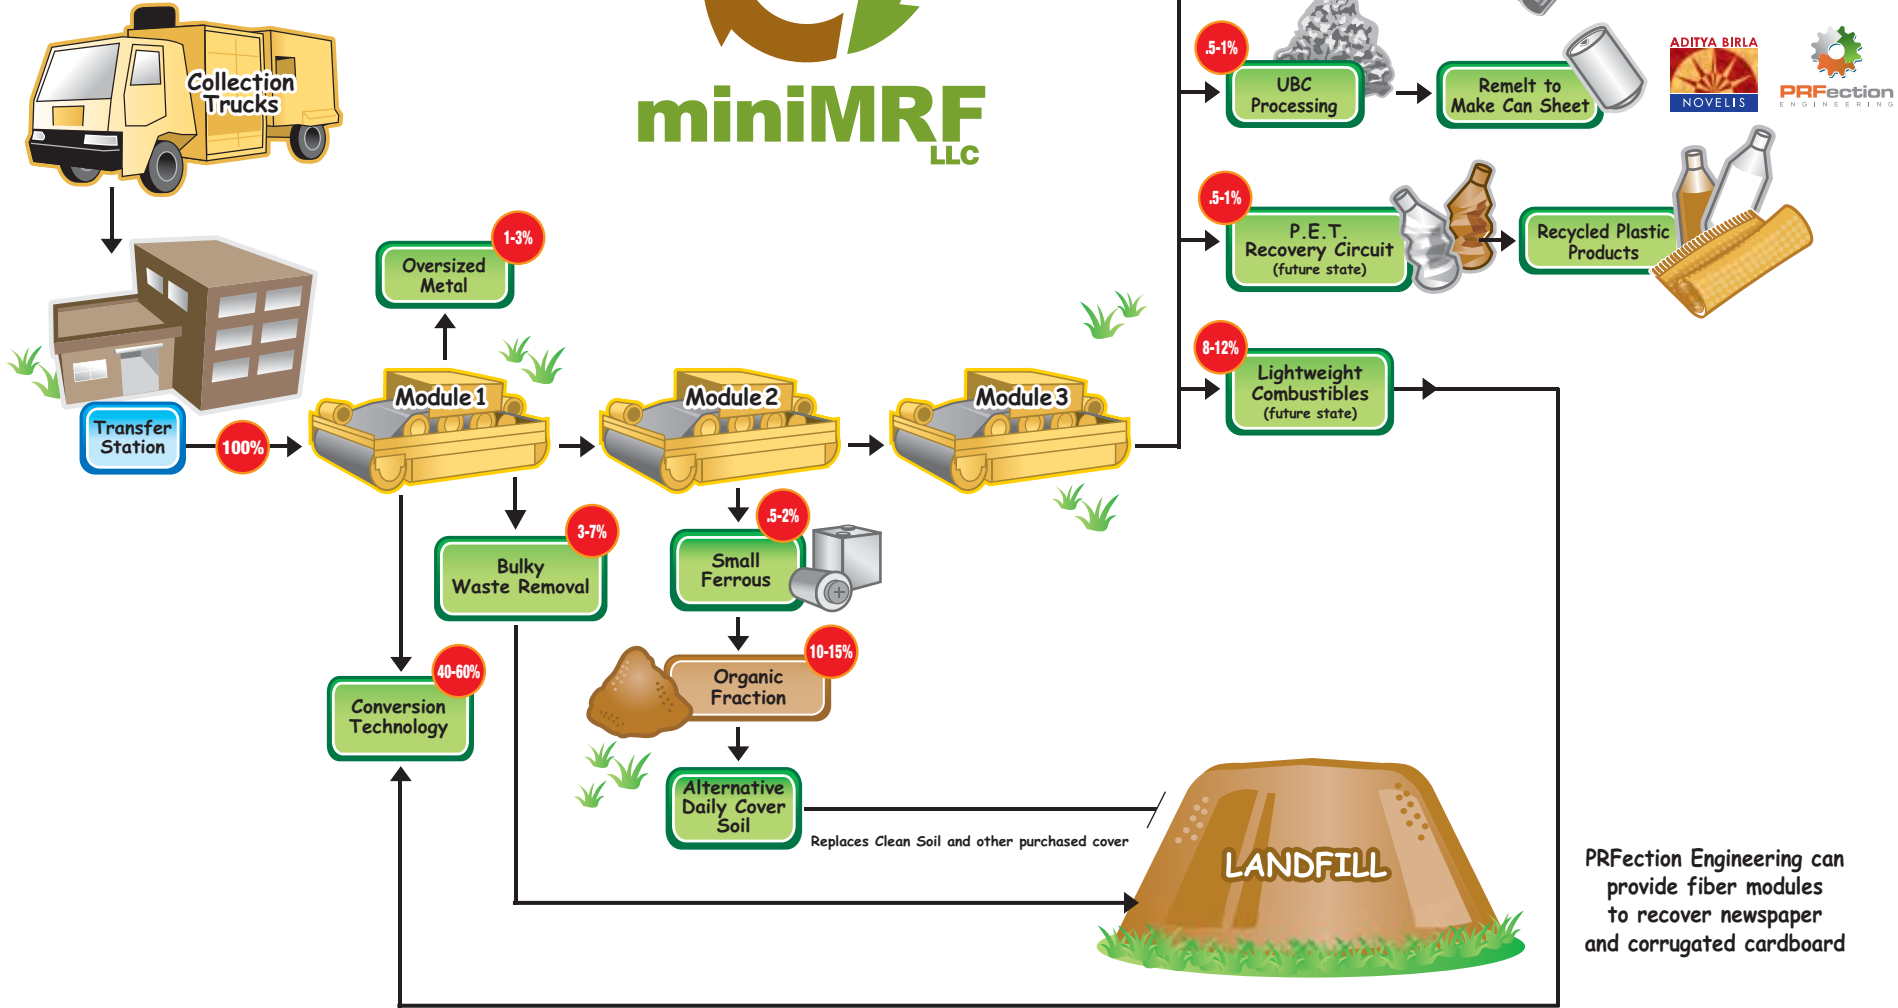 Collection
Trucks
miniMRF
LLC
.5-1%
UBC
Processing
Remelt to
Make Can Sheet
ADITYA BIRLA
NOVELIS
PRFection
ENGINEERING
.5-1%
P.E.T.
Recovery Circuit
(future state)
Recycled Plastic
Products
1-3%
Oversized
Metal
8-12%
Lightweight
Combustibles
(future state)
Module 1
Module 2
Module 3
Transfer
Station
100%
3-7%
Bulky
Waste Removal
.5-2%
Small
Ferrous
+
10-15%
Organic
Fraction
40-60%
Conversion
Technology
Alternative
Daily Cover
Soil
Replaces Clean Soil and other purchased cover
LANDFILL
PRFection Engineering can
provide fiber modules
to recover newspaper
and corrugated cardboard